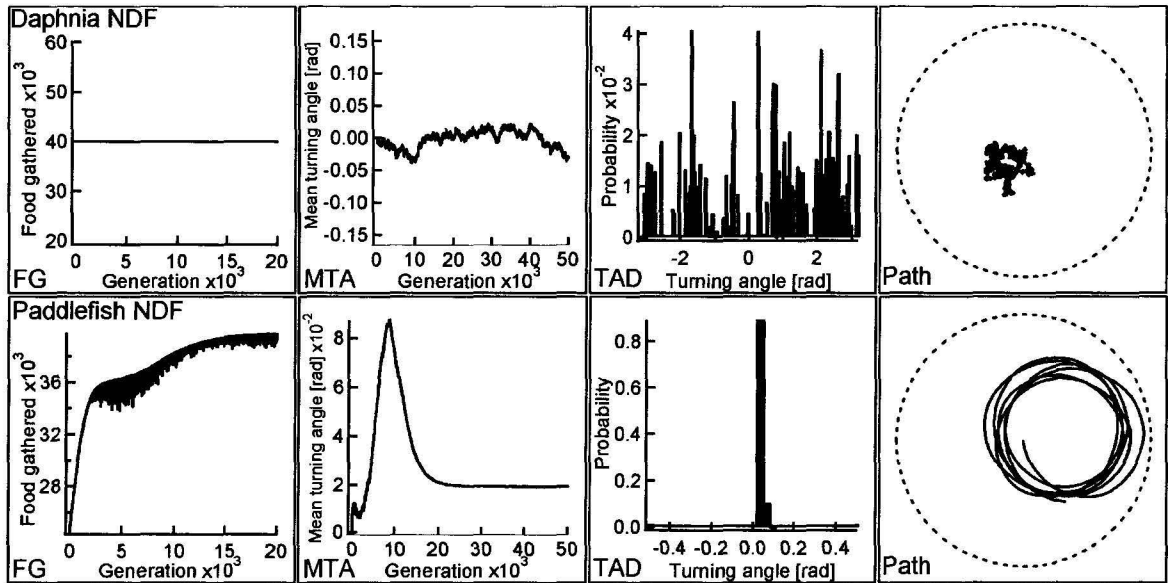 Daphnia NDF
Food gathered x10³
60
50
40
30
20
0 5 10 15 20
FG Generation x10³
Mean turning angle [rad]
0.15
0.10
0.05
0.00
-0.05
-0.10
-0.15
0 10 20 30 40 50
MTA Generation x10³
Probability x10⁻²
4
3
2
1
0
-2 0 2
TAD Turning angle [rad]
Path
Paddlefish NDF
Food gathered x10³
36
32
28
0 5 10 15 20
FG Generation x10³
Mean turning angle [rad] x10⁻²
8
6
4
2
0
0 10 20 30 40 50
MTA Generation x10³
Probability
0.8
0.6
0.4
0.2
0.0
-0.4 -0.2 0.0 0.2 0.4
TAD Turning angle [rad]
Path